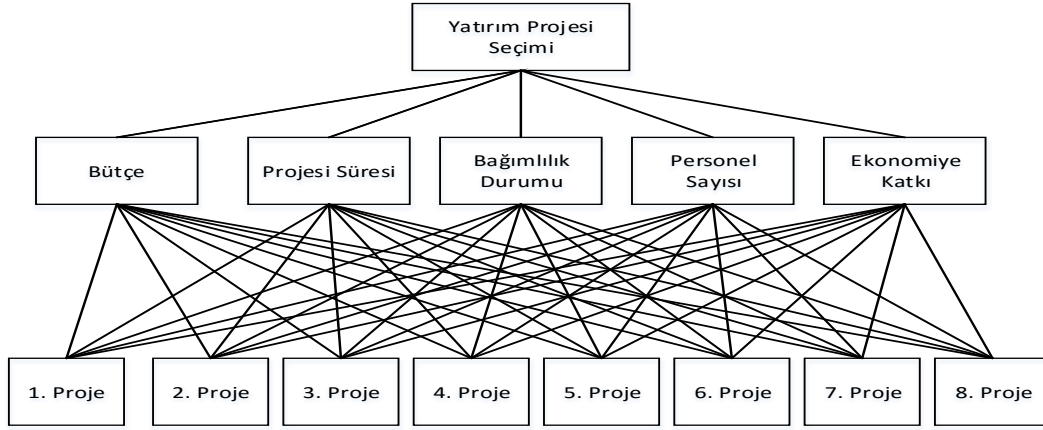 Yatırım Projesi
Seçimi
Bütçe
Projesi Süresi
Bağımlılık
Durumu
Personel
Sayısı
Ekonomiye
Katkı
1. Proje
2. Proje
3. Proje
4. Proje
5. Proje
6. Proje
7. Proje
8. Proje